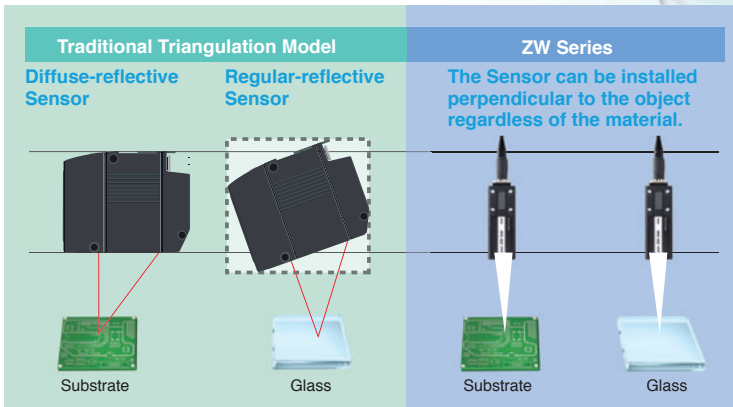 Traditional Triangulation Model
ZW Series
Diffuse-reflective
Sensor
Regular-reflective
Sensor
The Sensor can be installed
perpendicular to the object
regardless of the material.
Substrate
Glass
Substrate
Glass